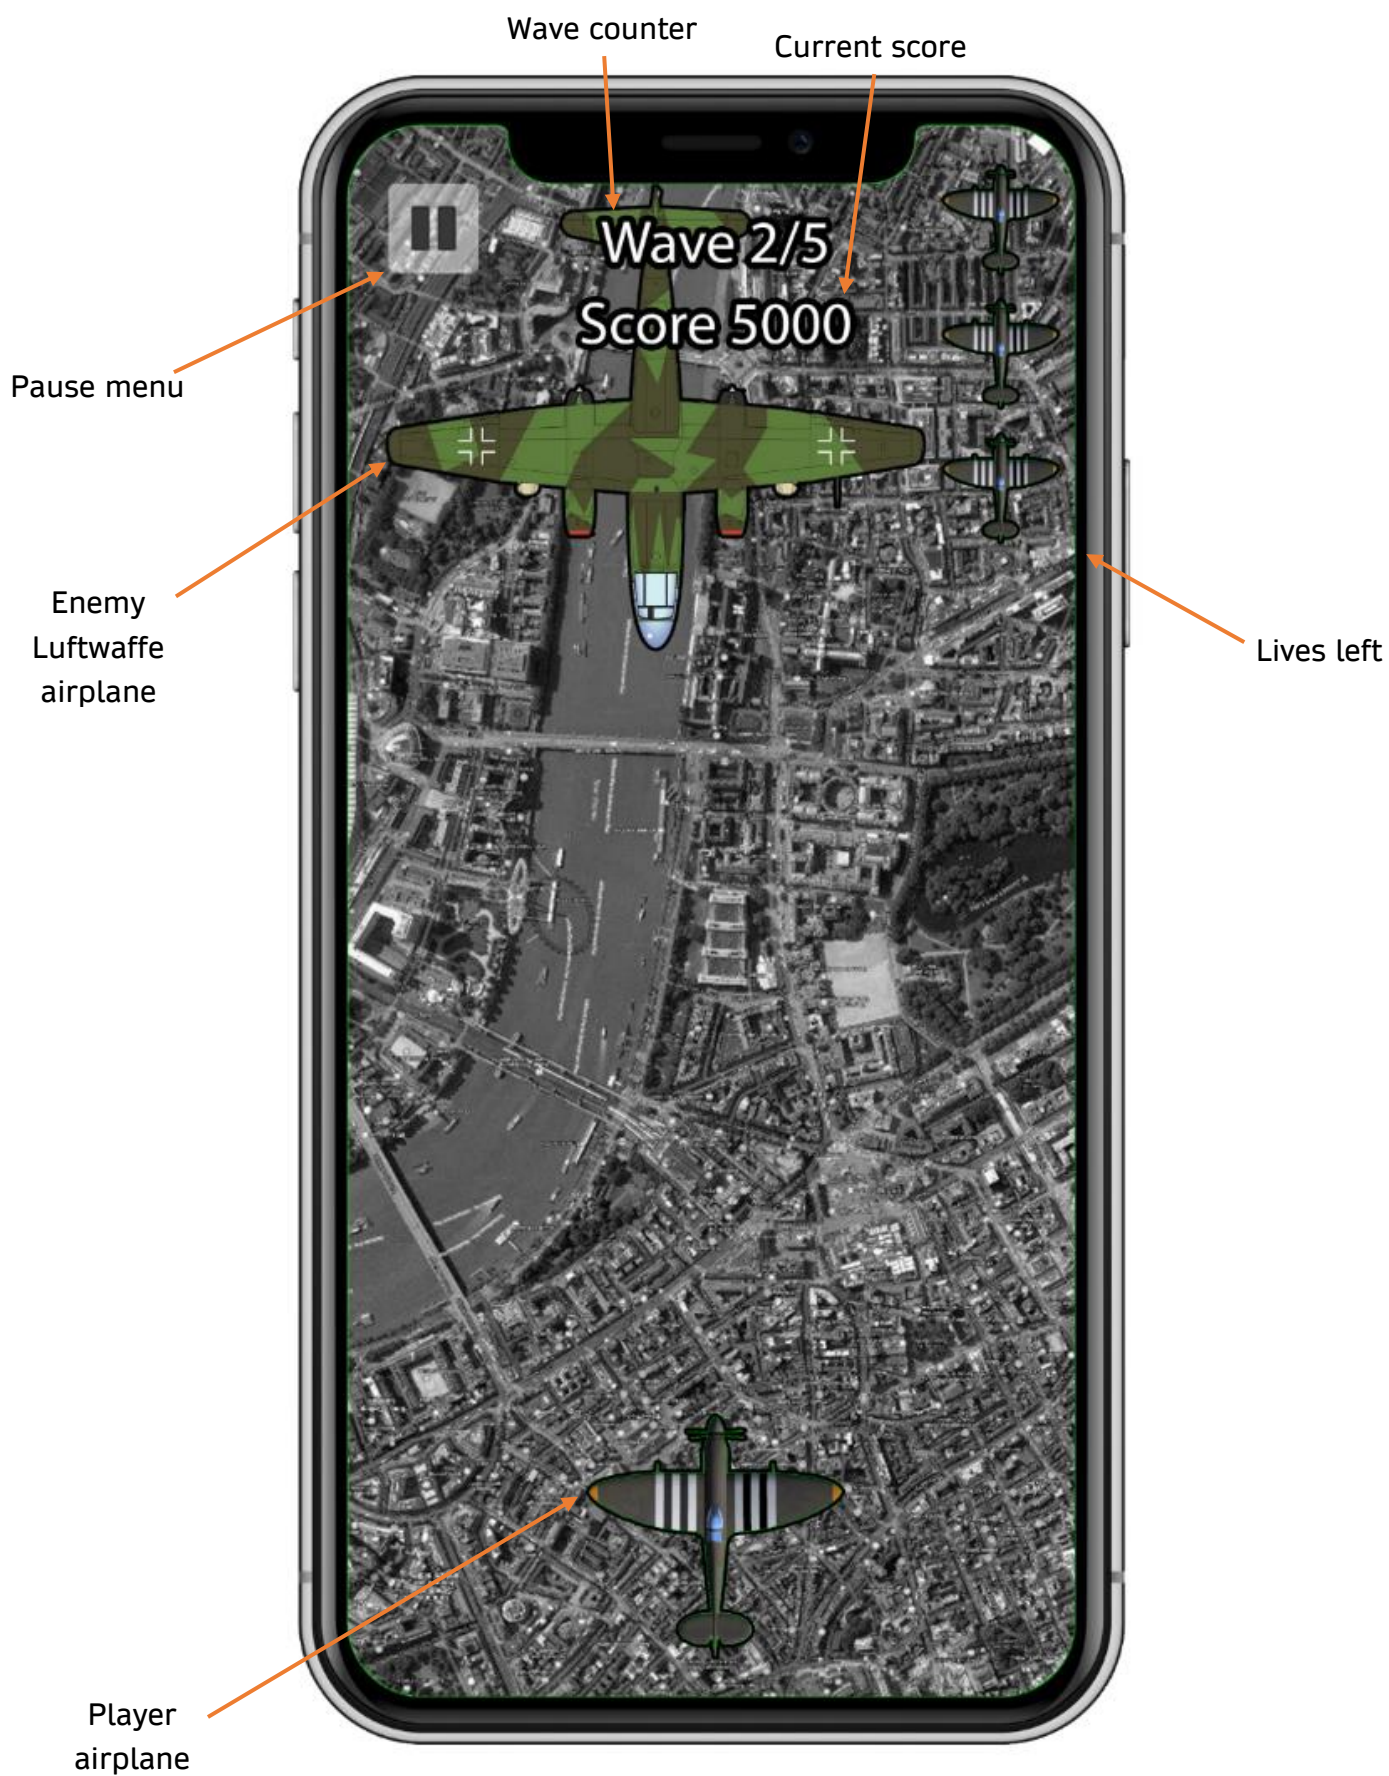 Wave counter
Current score
Wave 2/5
Score 5000
Pause menu
Enemy
Luftwaffe
airplane
Lives left
Player
airplane